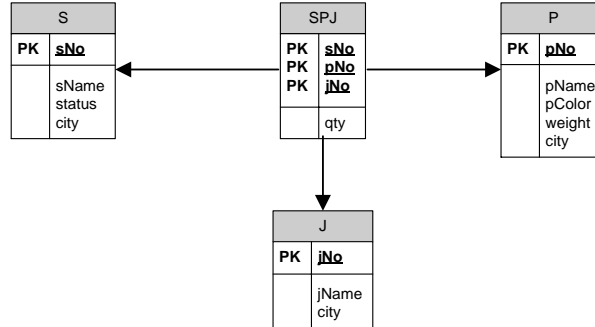 S
PK sNo
sName
status
city
SPJ
PK sNo
PK pNo
PK jNo
qty
P
PK pNo
pName
pColor
weight
city
J
PK jNo
jName
city